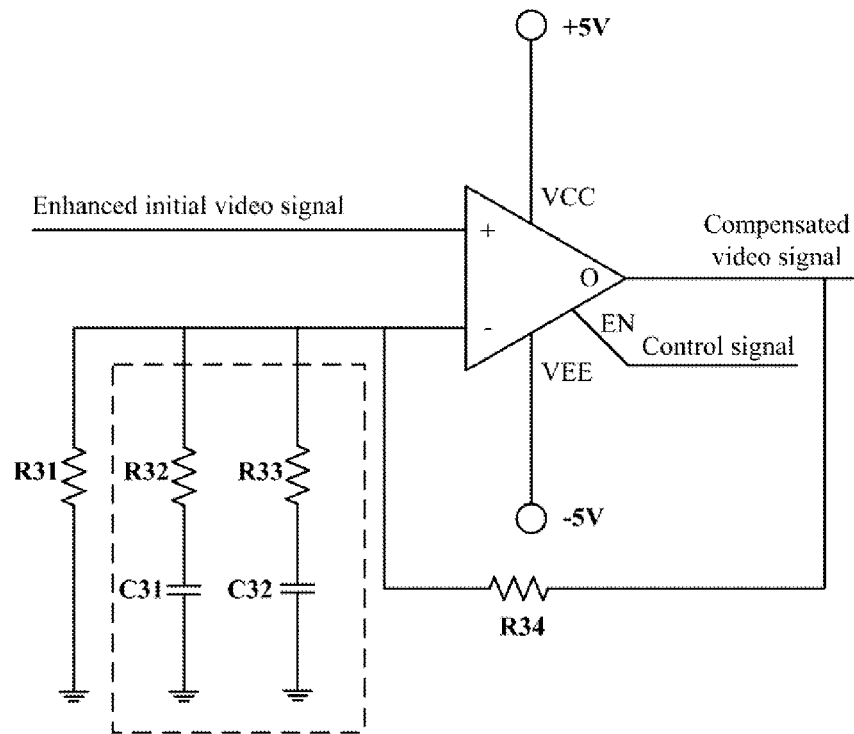 +5V
VCC
Enhanced initial video signal
Compensated
video signal
+
O
-
EN
Control signal
VEE
R31
R32
R33
-5V
C31
C32
R34